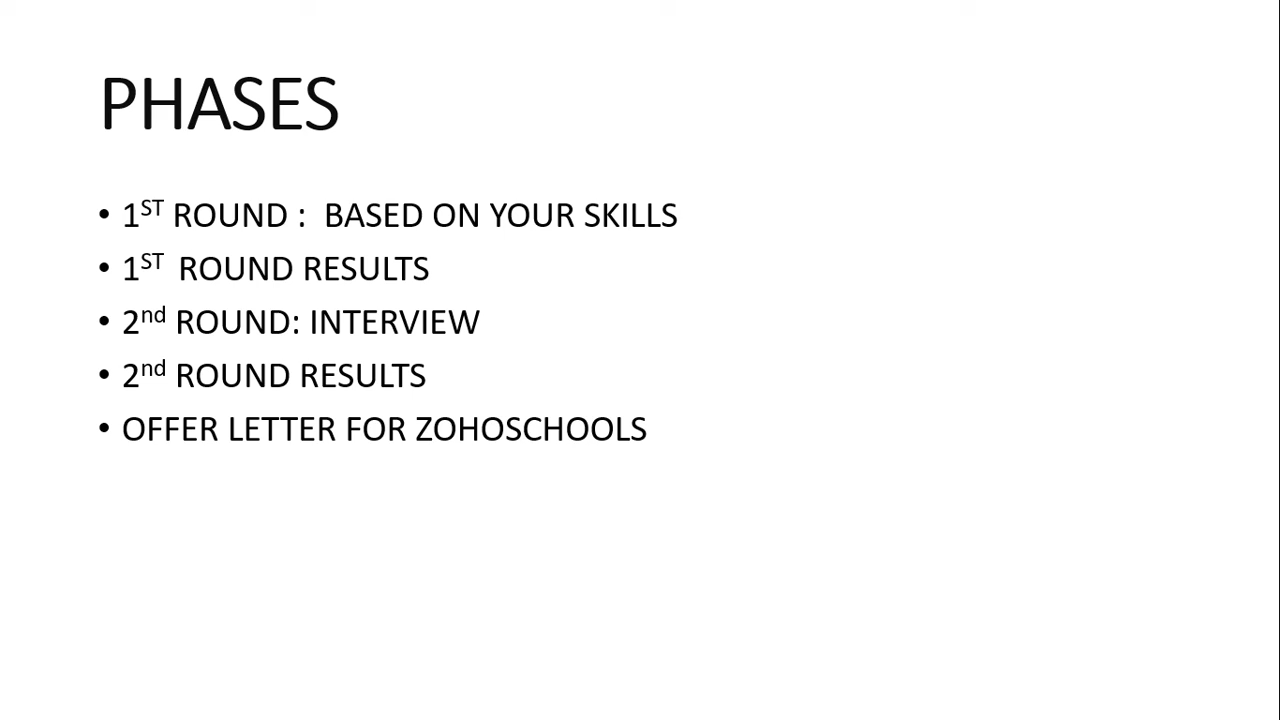 PHASES
• 1ST ROUND :  BASED ON YOUR SKILLS
• 1ST  ROUND RESULTS
• 2nd ROUND: INTERVIEW
• 2nd ROUND RESULTS
• OFFER LETTER FOR ZOHOSCHOOLS